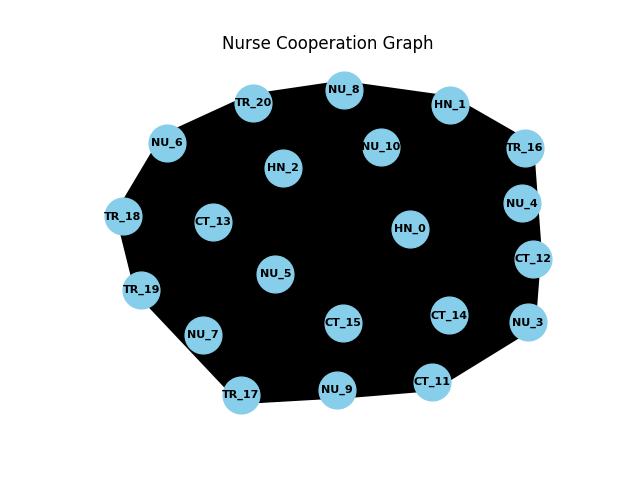 Nurse Cooperation Graph
NU_8
TR_20
HN_1
NU_6
NU_10
TR_16
HN_2
NU_4
TR_18
CT_13
HN_0
CT_12
NU_5
TR_19
CT_14
NU_3
CT_15
NU_7
CT_11
NU_9
TR_17